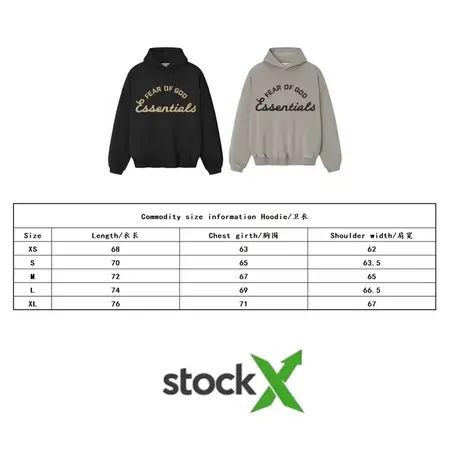 FEAR OF GOD
Essentials
FEAR OF GOD
Essentials
Commodity size information Hoodie/卫衣
Size Length/衣长 Chest girth/胸围 Shoulder width/肩宽
XS 68 63 62
S 70 65 63.5
M 72 67 65
L 74 69 66.5
XL 76 71 67
stockX